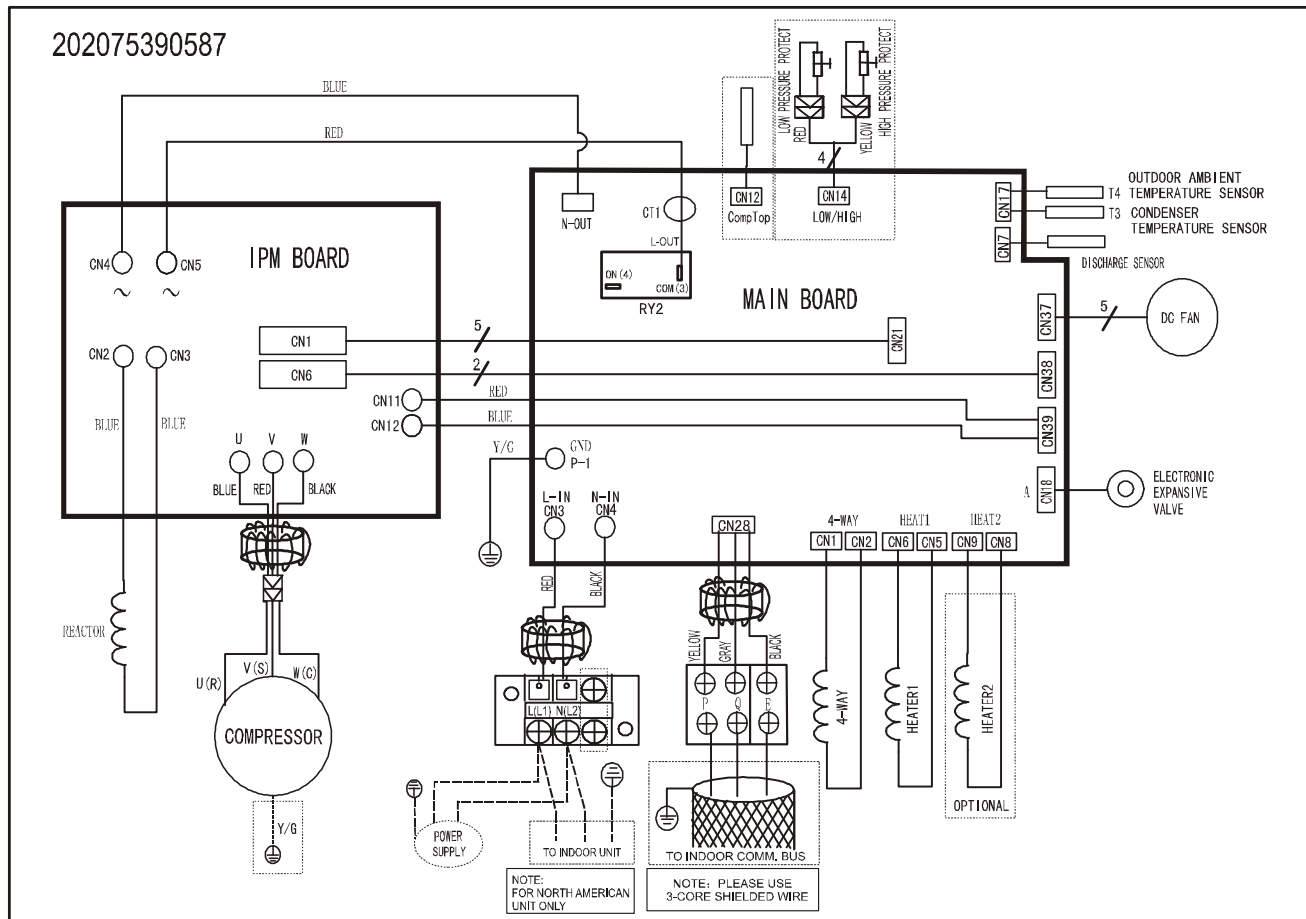 202075390587
BLUE
RED
LOW PRESSURE PROTECT
RED
YELLOW
HIGH PRESSURE PROTECT
4
CN12
CompTop
CN14
LOW/HIGH
CN17
T4 OUTDOOR AMBIENT
TEMPERATURE SENSOR
T3 CONDENSER
TEMPERATURE SENSOR
CN7
DISCHARGE SENSOR
N-OUT
CT1
L-OUT
ON(4)
COM(3)
RY2
MAIN BOARD
IPM BOARD
CN4
CN5
~
~
CN2
CN3
CN1
5
CN21
CN6
2
CN38
CN37
5
DC FAN
CN11
RED
CN12
BLUE
CN39
BLUE
BLUE
U V W
BLUE
RED
BLACK
Y/G
GND
P-1
L-IN
CN3
N-IN
CN4
A
CN18
ELECTRONIC
EXPANSIVE
VALVE
CN28
4-WAY
CN1 CN2
HEAT1
CN6 CN5
HEAT2
CN9 CN8
RED
BLACK
YELLOW
GRAY
BLACK
REACTOR
U(R)
V(S)
W(C)
COMPRESSOR
Y/G
L(L1) N(L2)
P Q E
4-WAY
HEATER1
HEATER2
OPTIONAL
POWER
SUPPLY
TO INDOOR UNIT
NOTE:
FOR NORTH AMERICAN
UNIT ONLY
TO INDOOR COMM. BUS
NOTE: PLEASE USE
3-CORE SHIELDED WIRE